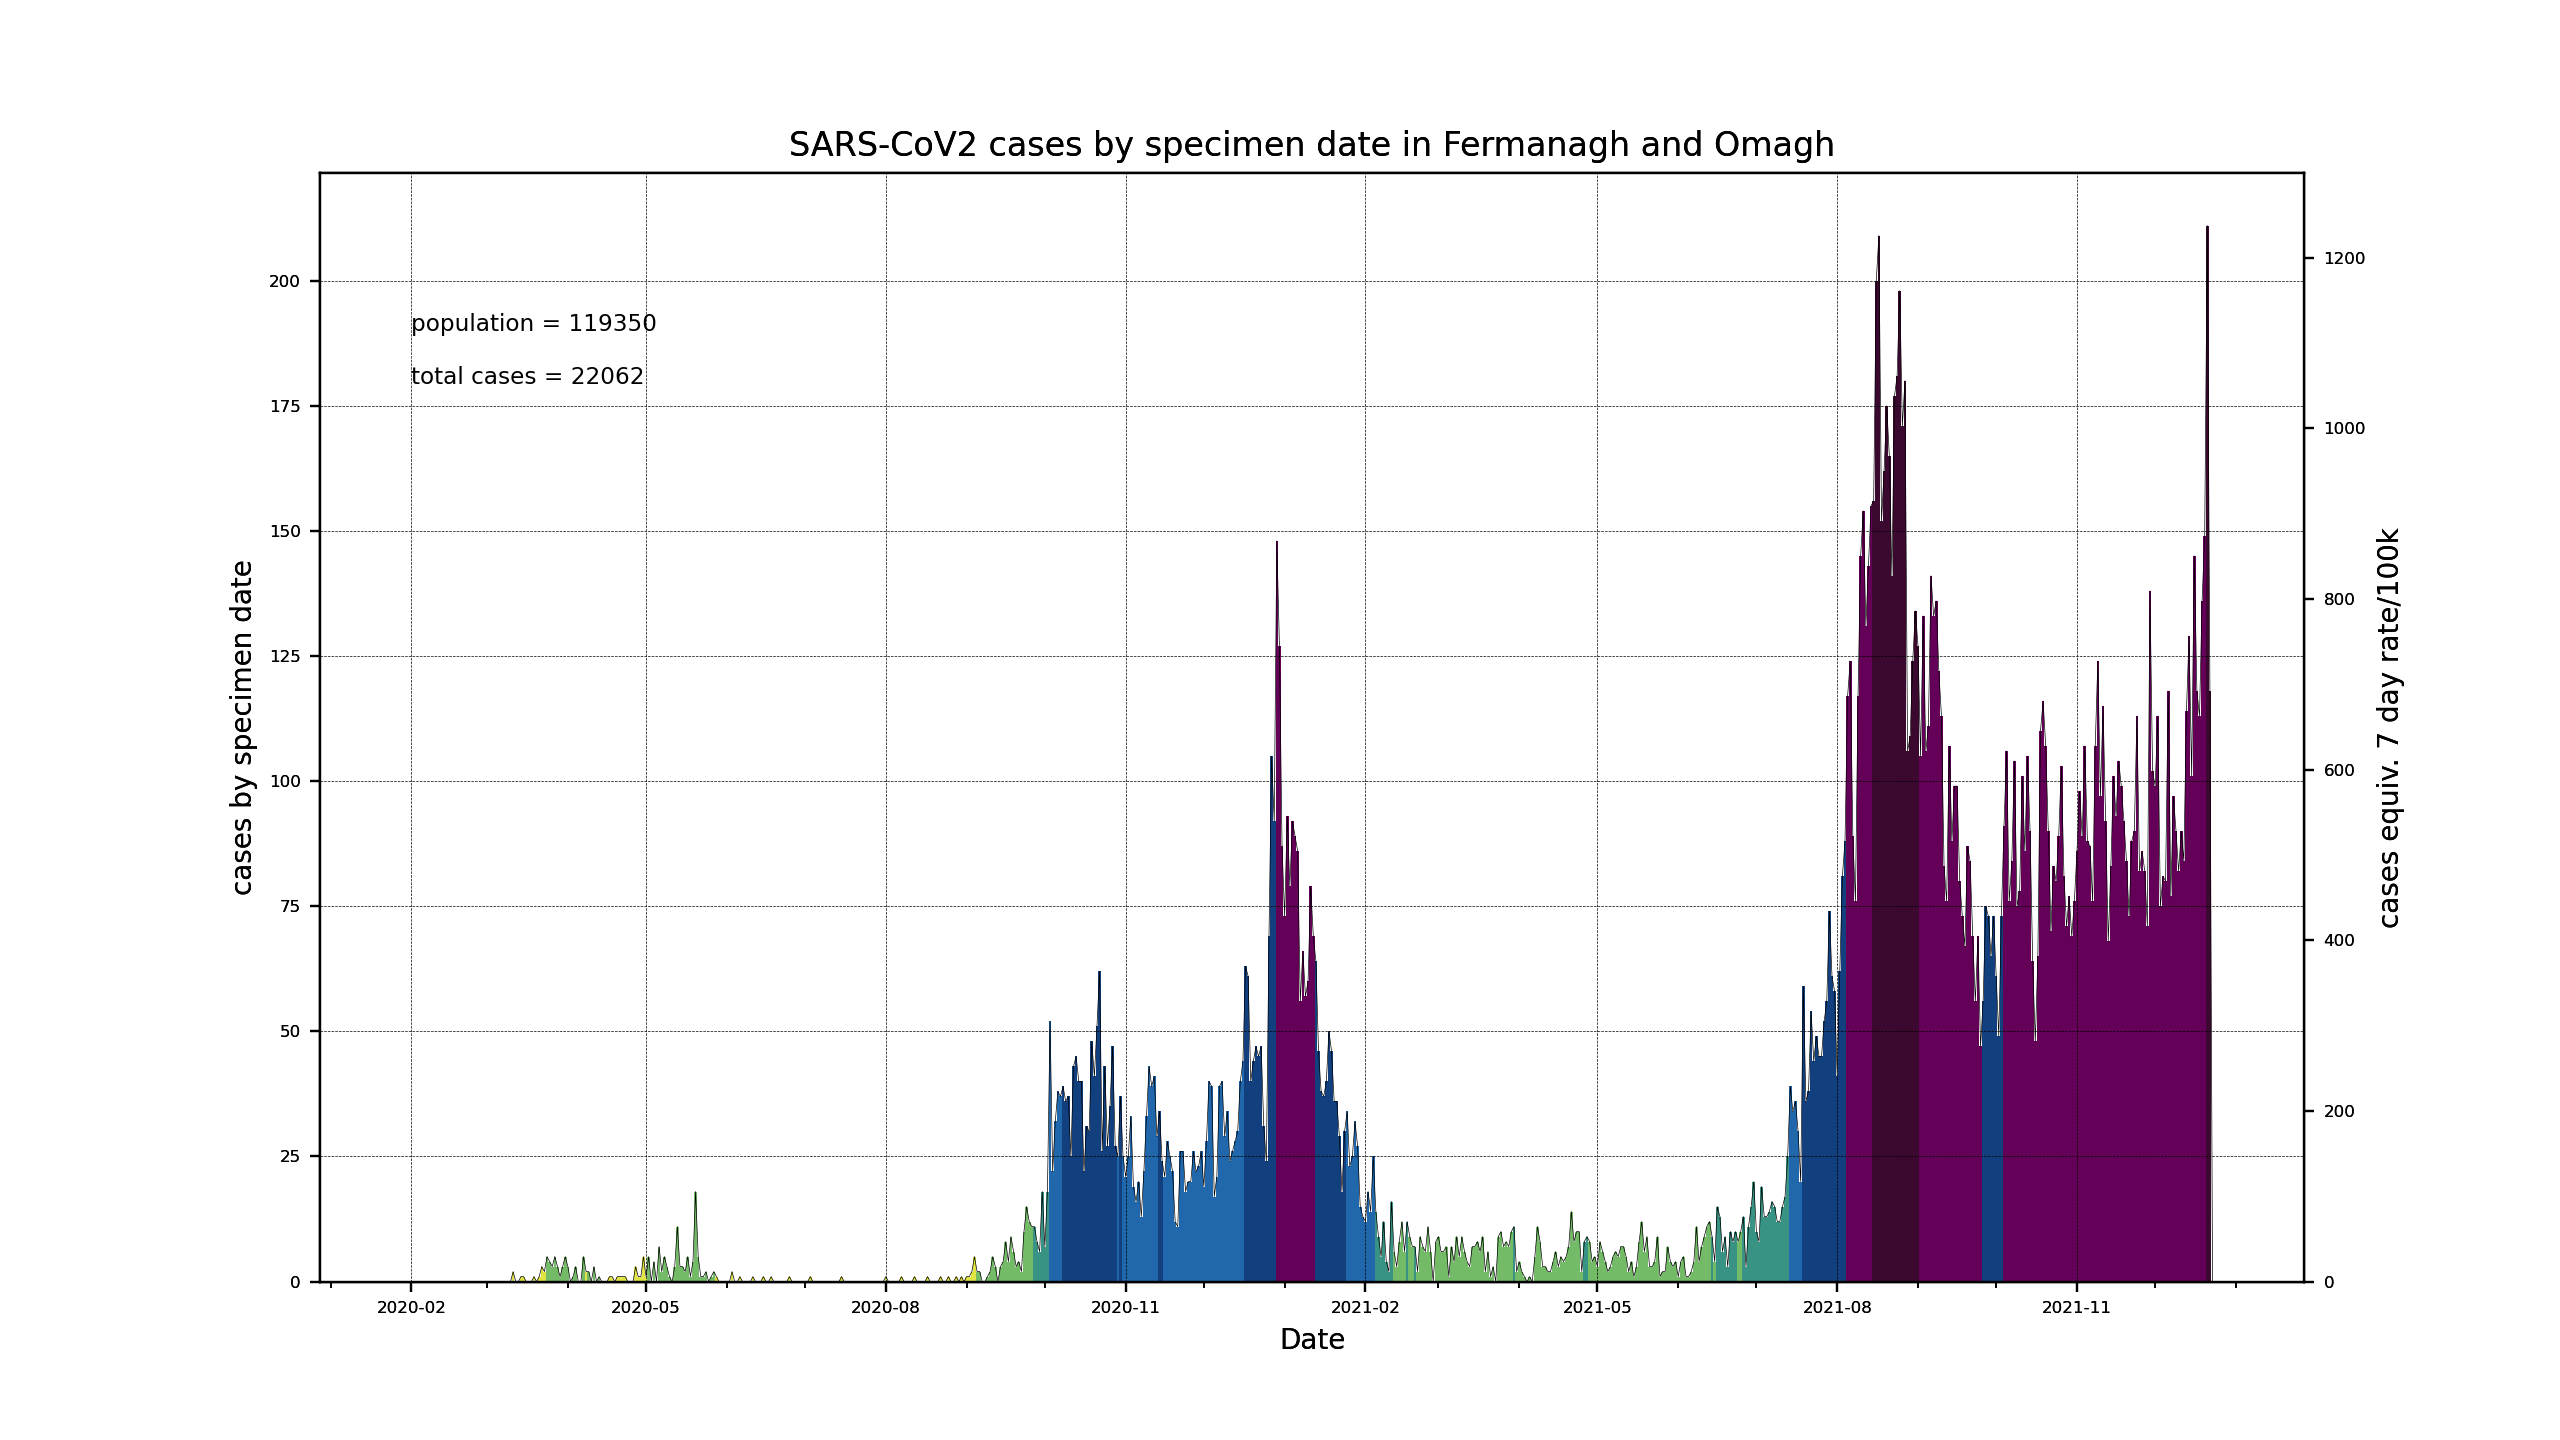 SARS-CoV2 cases by specimen date in Fermanagh and Omagh
population = 119350
total cases = 22062
cases by specimen date
200
175
150
125
100
75
50
25
0
cases equiv. 7 day rate/100k
1200
1000
800
600
400
200
0
2020-02 2020-05 2020-08 2020-11 2021-02 2021-05 2021-08 2021-11
Date